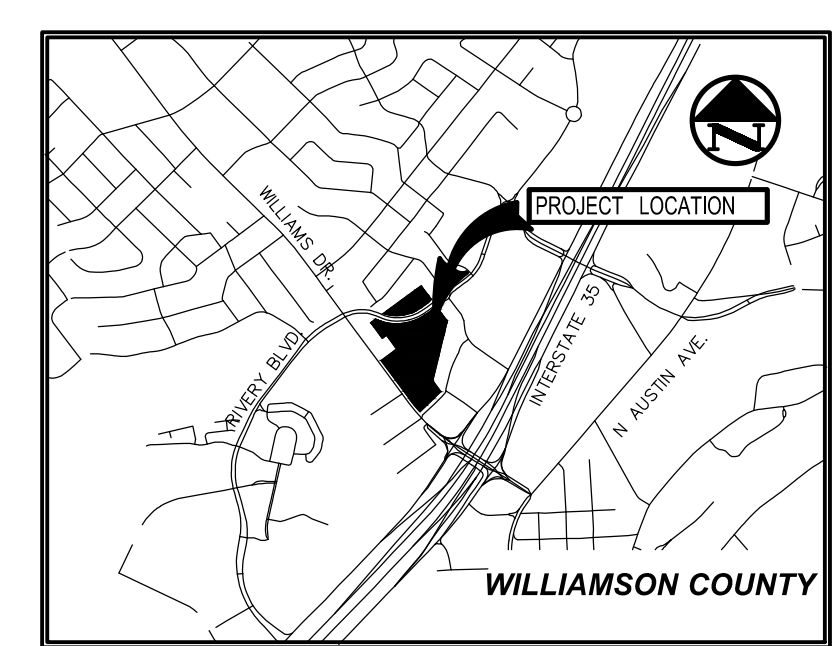 N
PROJECT LOCATION
WILLIAMS DR.
INTERSTATE 35
RIVERY BLVD.
N AUSTIN AVE.
WILLIAMSON COUNTY